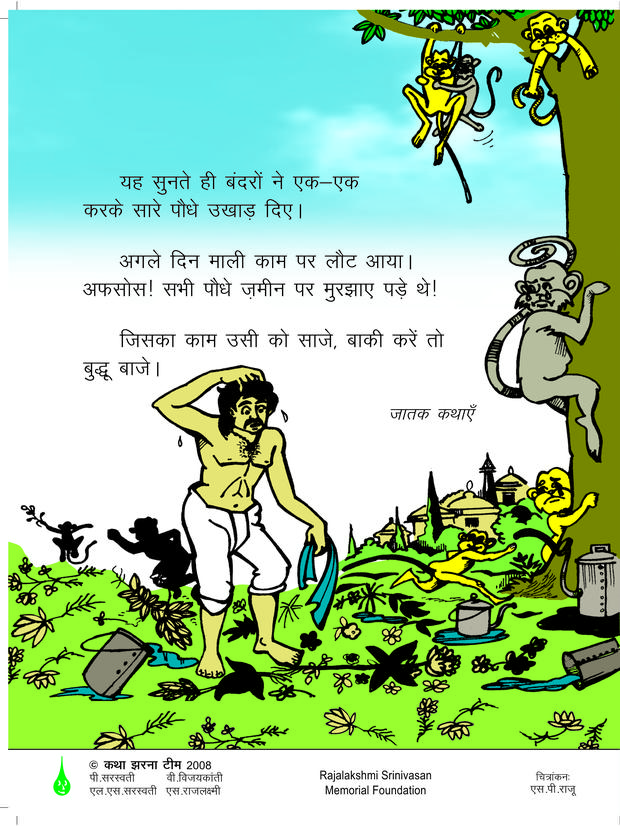 यह सुनते ही बंदरों ने एक–एक
करके सारे पौधे उखाड़ दिए।
अगले दिन माली काम पर लौट आया।
अफसोस! सभी पौधे ज़मीन पर मुरझाए पड़े थे!
जिसका काम उसी को साजे, बाकी करें तो
बुद्धू बाजे।
जातक कथाएँ
© कथा झरना टीम 2008
पी.सरस्वती वी.विजयकांती
एल.एस.सरस्वती एस.राजलक्ष्मी
Rajalakshmi Srinivasan
Memorial Foundation
चित्रांकनः
एस.पी.राजू